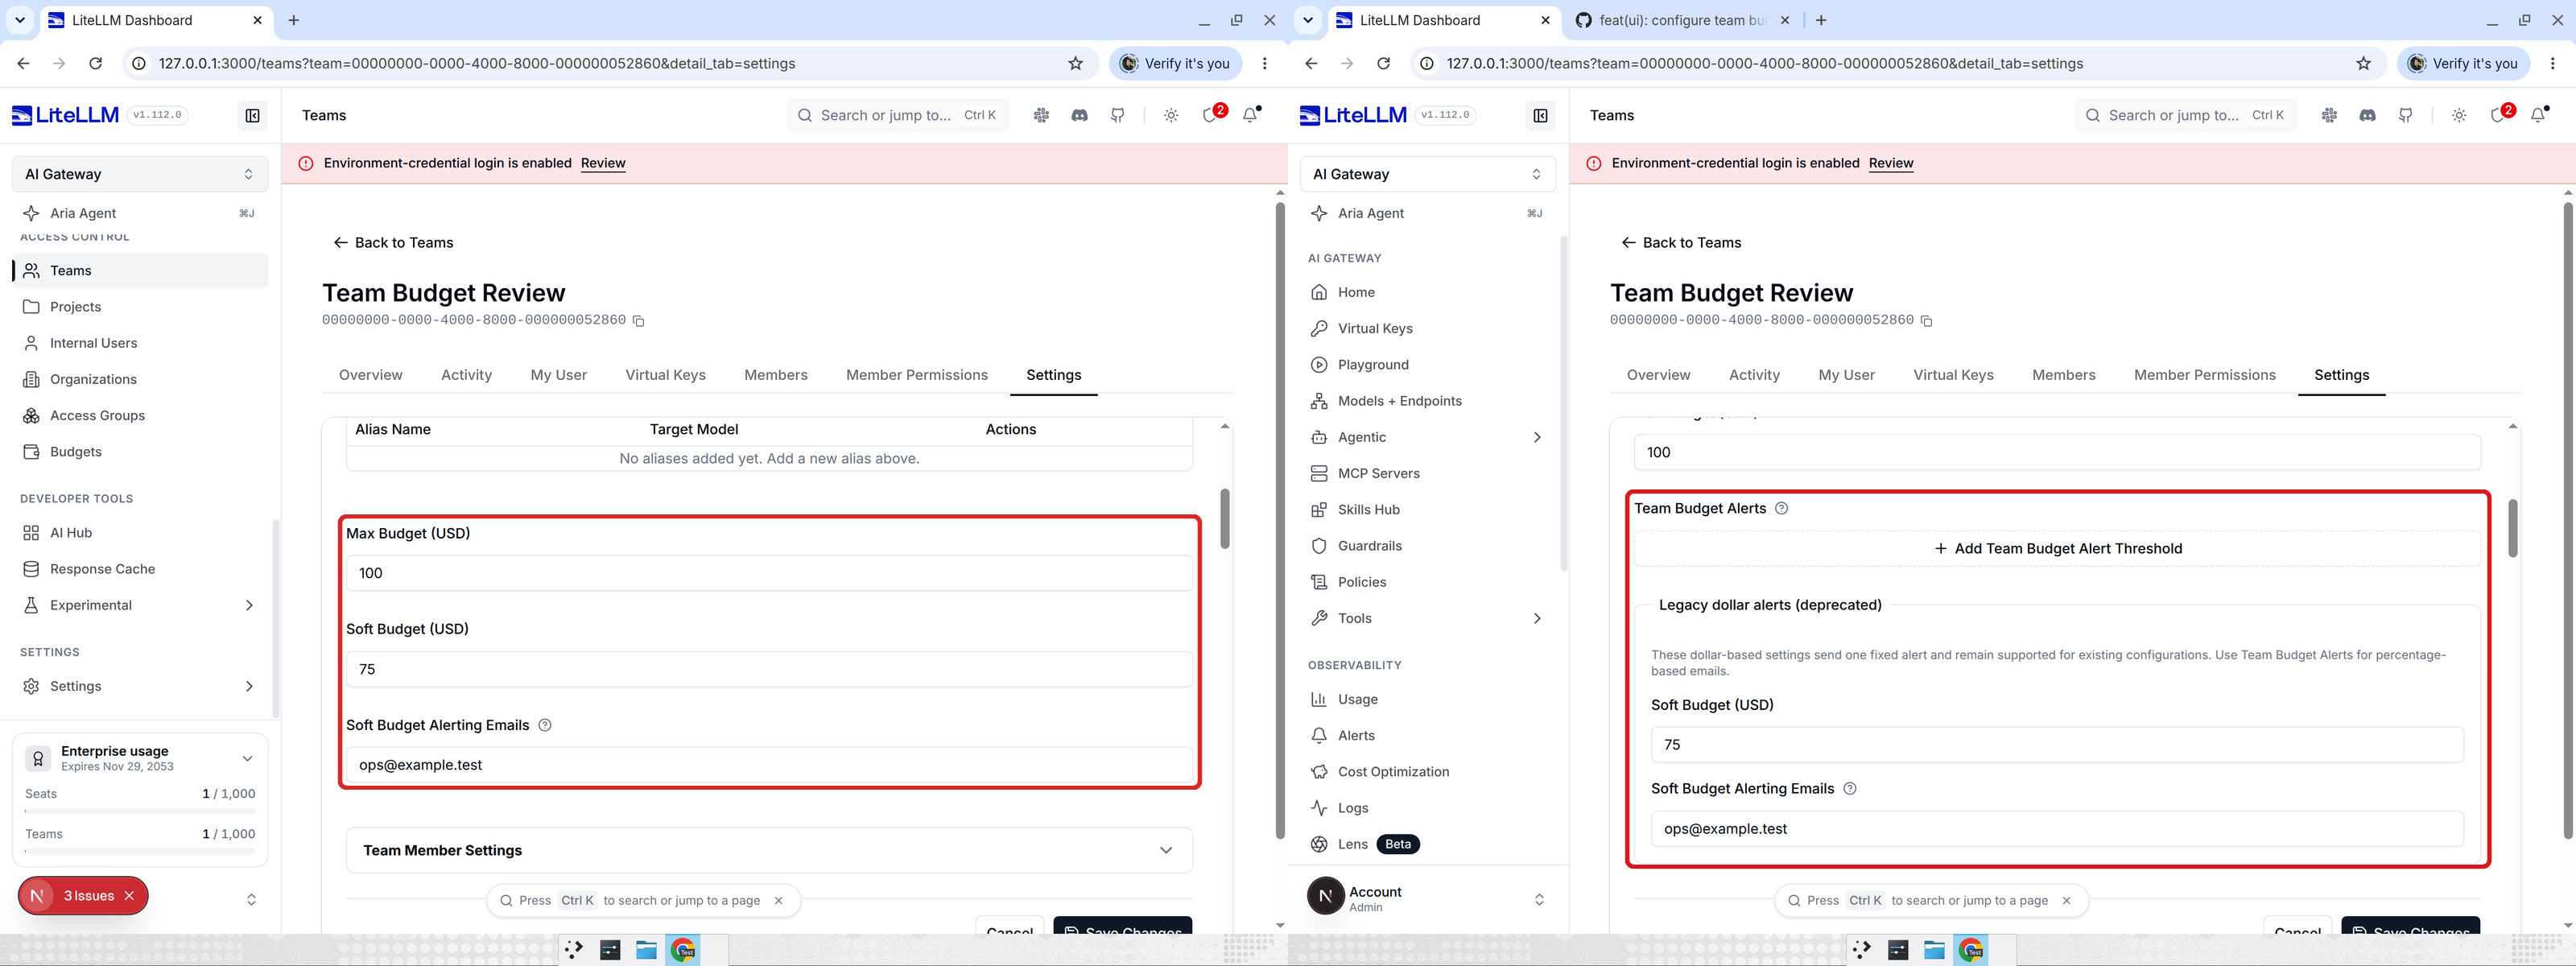 LiteLLM Dashboard
127.0.0.1:3000/teams?team=00000000-0000-4000-8000-000000052860&detail_tab=settings
Verify it's you
LiteLLM
v1.112.0
Teams
Search or jump to...
Ctrl K
2
Environment-credential login is enabled
Review
AI Gateway
Aria Agent
⌘J
ACCESS CONTROL
Teams
Projects
Internal Users
Organizations
Access Groups
Budgets
DEVELOPER TOOLS
AI Hub
Response Cache
Experimental
SETTINGS
Settings
Enterprise usage
Expires Nov 29, 2053
Seats
1 / 1,000
Teams
1 / 1,000
N
3 Issues
Back to Teams
Team Budget Review
00000000-0000-4000-8000-000000052860
Overview
Activity
My User
Virtual Keys
Members
Member Permissions
Settings
Alias Name
Target Model
Actions
No aliases added yet. Add a new alias above.
Max Budget (USD)
100
Soft Budget (USD)
75
Soft Budget Alerting Emails
ops@example.test
Team Member Settings
Press Ctrl K to search or jump to a page
Cancel
Save Changes
Test
LiteLLM Dashboard
feat(ui): configure team bu
127.0.0.1:3000/teams?team=00000000-0000-4000-8000-000000052860&detail_tab=settings
Verify it's you
LiteLLM
v1.112.0
Teams
Search or jump to...
Ctrl K
2
Environment-credential login is enabled
Review
AI Gateway
Aria Agent
⌘J
AI GATEWAY
Home
Virtual Keys
Playground
Models + Endpoints
Agentic
MCP Servers
Skills Hub
Guardrails
Policies
Tools
OBSERVABILITY
Usage
Alerts
Cost Optimization
Logs
Lens
Beta
N
Account
Admin
Back to Teams
Team Budget Review
00000000-0000-4000-8000-000000052860
Overview
Activity
My User
Virtual Keys
Members
Member Permissions
Settings
100
Team Budget Alerts
Add Team Budget Alert Threshold
Legacy dollar alerts (deprecated)
These dollar-based settings send one fixed alert and remain supported for existing configurations. Use Team Budget Alerts for percentage-
based emails.
Soft Budget (USD)
75
Soft Budget Alerting Emails
ops@example.test
Press Ctrl K to search or jump to a page
Cancel
Save Changes
Test